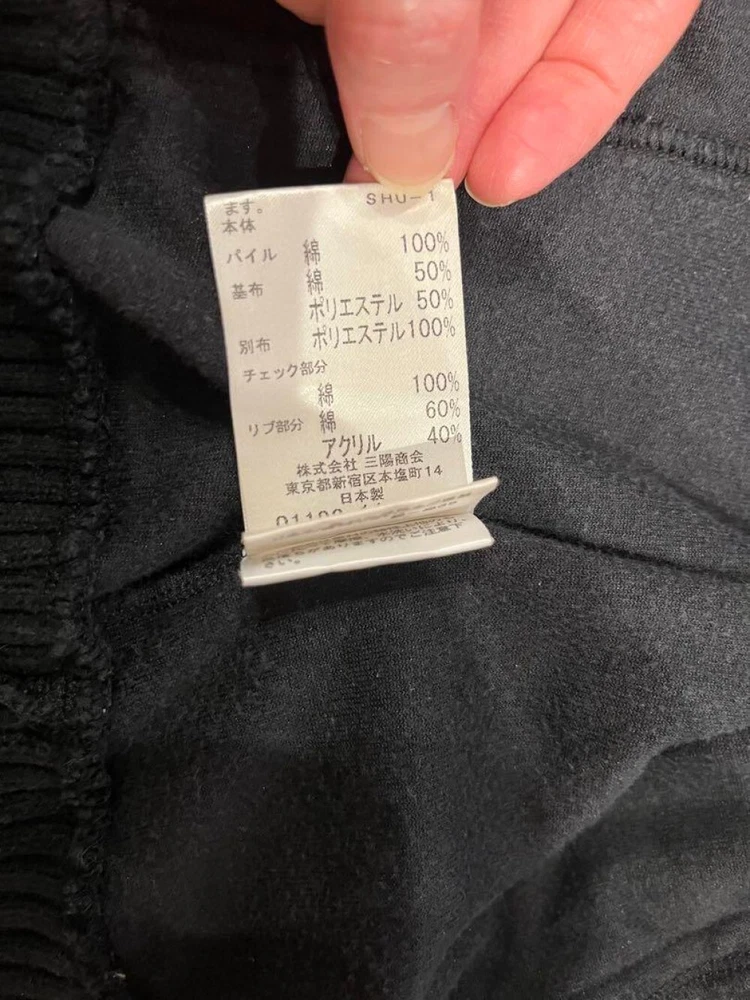 ます。 SHU-1
本体
パイル 綿 100%
基布 綿 50%
ポリエステル 50%
別布 ポリエステル100%
チェック部分
綿 100%
リブ部分 綿 60%
アクリル 40%
株式会社 三陽商会
東京都新宿区本塩町14
日本製